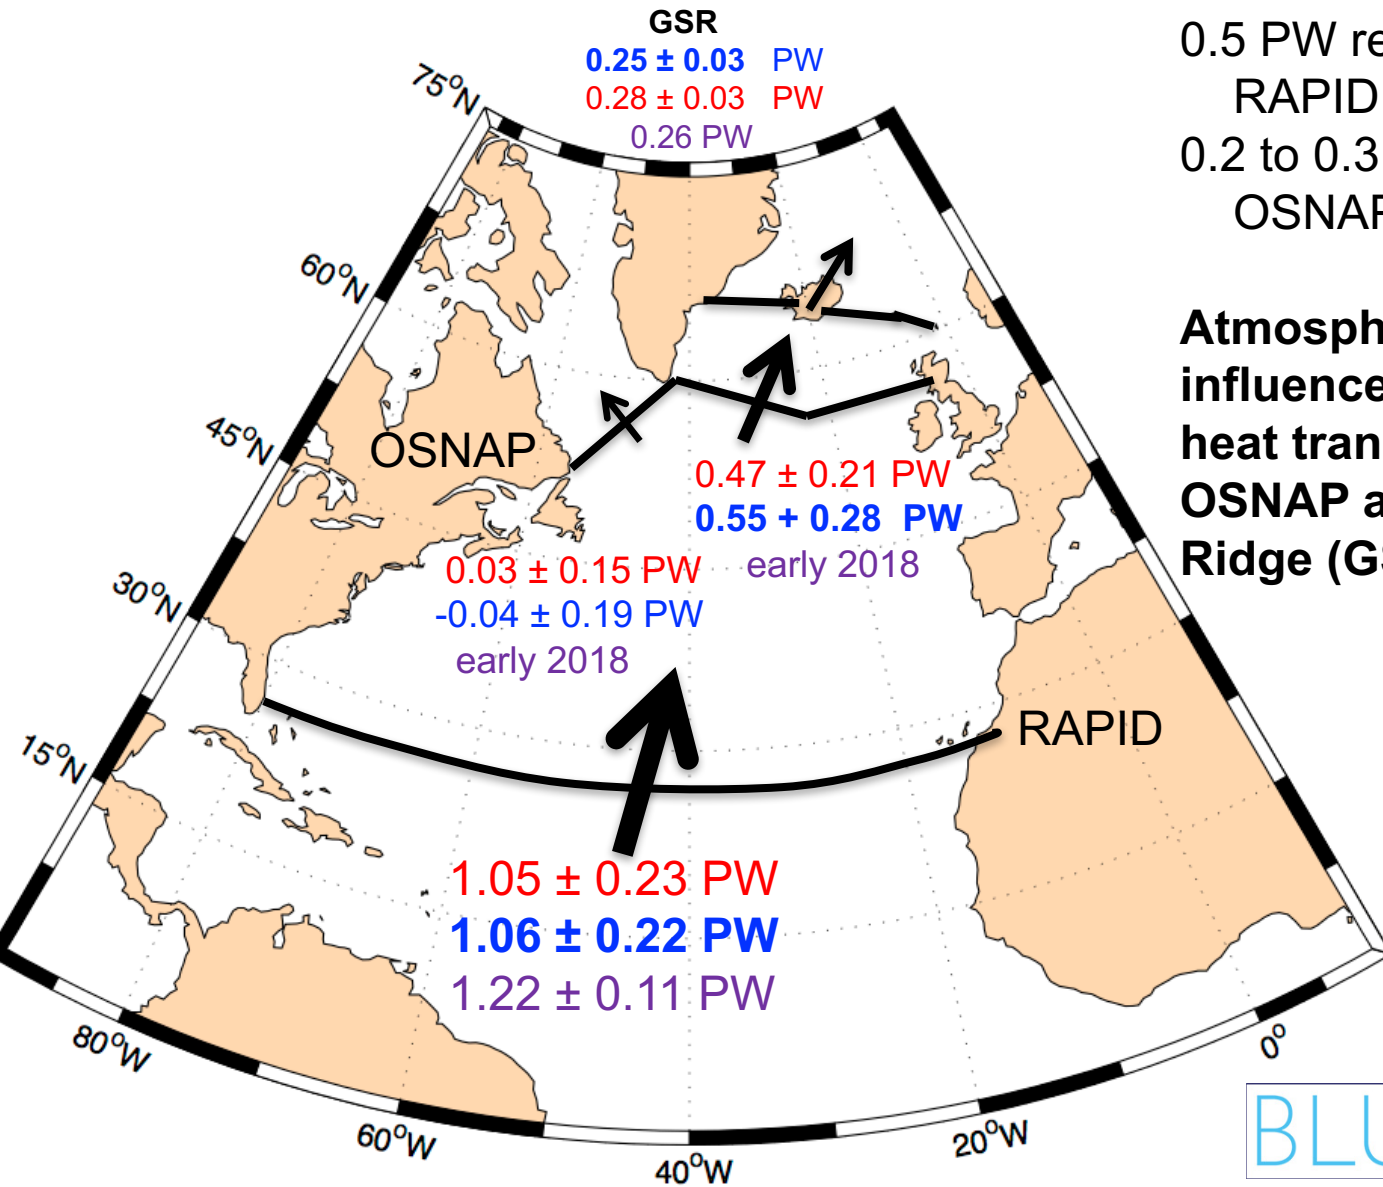 GSR
0.25 ± 0.03 PW
0.28 ± 0.03 PW
0.26 PW
75°N
60°N
45°N
30°N
15°N
OSNAP
0.47 ± 0.21 PW
0.55 + 0.28 PW
early 2018
0.03 ± 0.15 PW
-0.04 ± 0.19 PW
early 2018
RAPID
1.05 ± 0.23 PW
1.06 ± 0.22 PW
1.22 ± 0.11 PW
80°W
60°W
40°W
20°W
0°
0.5 PW re
RAPID
0.2 to 0.3
OSNAP
Atmosph
influence
heat tran
OSNAP a
Ridge (G
BLU